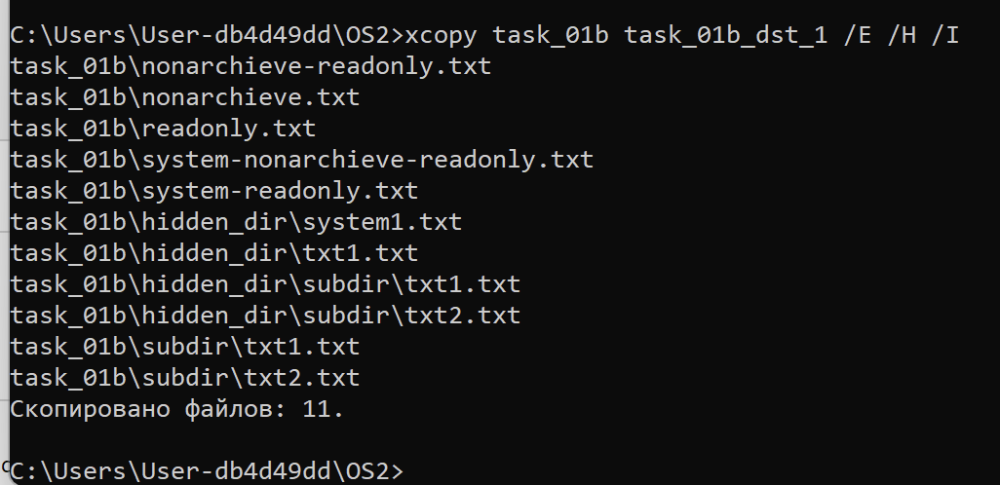 C:\Users\User-db4d49dd\OS2>xcopy task_01b task_01b_dst_1 /E /H /I
task_01b\nonarchieve-readonly.txt
task_01b\nonarchieve.txt
task_01b\readonly.txt
task_01b\system-nonarchieve-readonly.txt
task_01b\system-readonly.txt
task_01b\hidden_dir\system1.txt
task_01b\hidden_dir\txt1.txt
task_01b\hidden_dir\subdir\txt1.txt
task_01b\hidden_dir\subdir\txt2.txt
task_01b\subdir\txt1.txt
task_01b\subdir\txt2.txt
Скопировано файлов: 11.
C:\Users\User-db4d49dd\OS2>